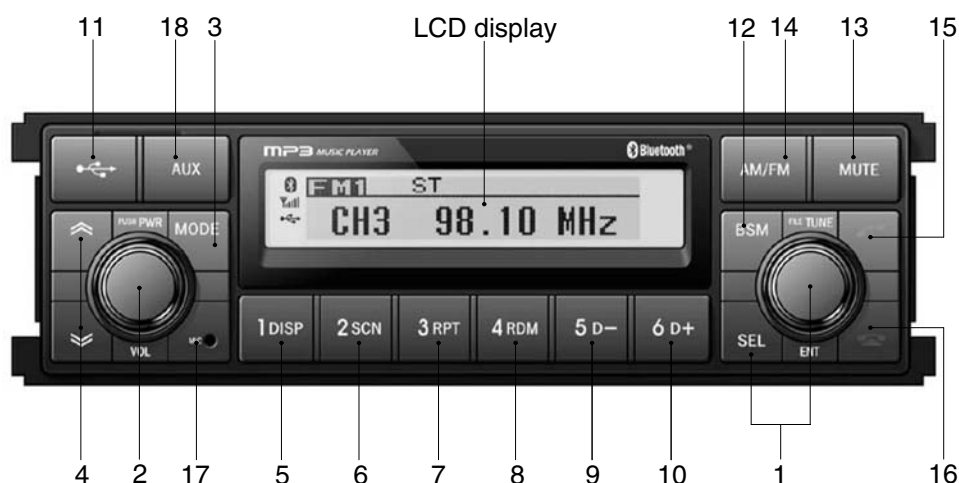 11 18 3 LCD display 12 14 13 15
MP3 MUSIC PLAYER Bluetooth®
AUX AM/FM MUTE
FM1 ST
CH3 98.10 MHz
PUSH PWR MODE BSM FILE TUNE
1 DISP 2 SCN 3 RPT 4 RDM 5 D− 6 D+
VOL MIC SEL ENT
4 2 17 5 6 7 8 9 10 1 16